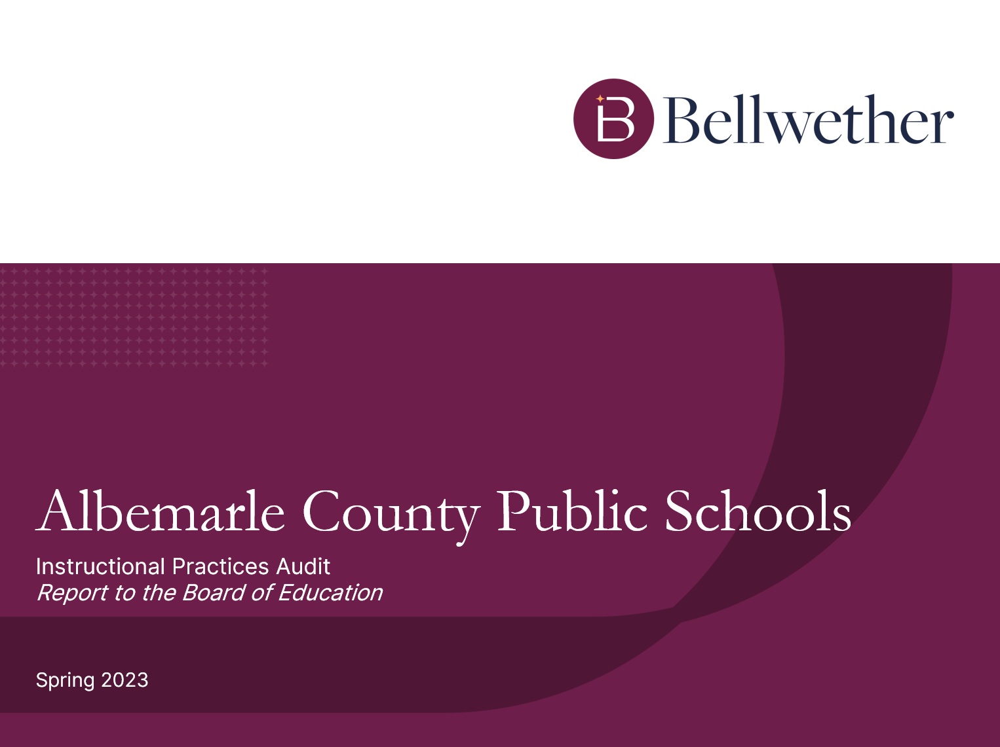 Bellwether
Albemarle County Public Schools
Instructional Practices Audit
Report to the Board of Education
Spring 2023